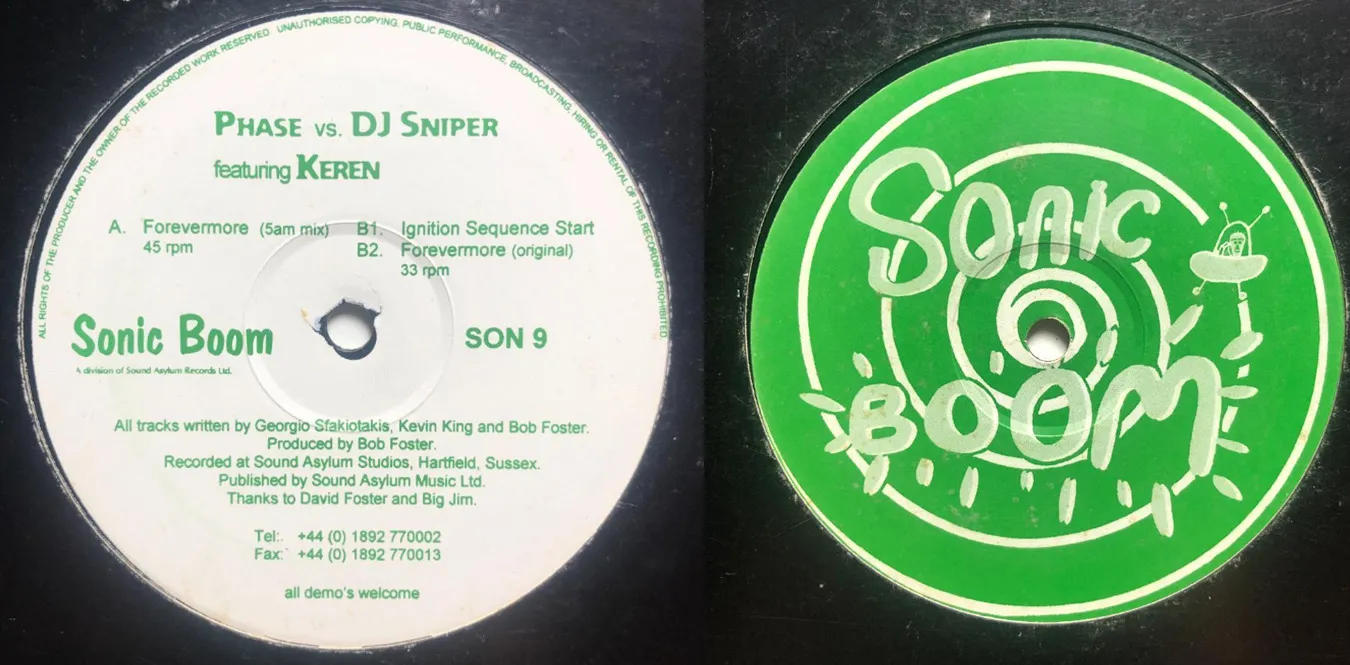 ALL RIGHTS OF THE PRODUCER AND THE OWNER OF THE RECORDED WORK RESERVED UNAUTHORISED COPYING, PUBLIC PERFORMANCE, BROADCASTING, HIRING OR RENTAL OF THIS RECORDING PROHIBITED
PHASE vs. DJ SNIPER
featuring KEREN
A. Forevermore (5am mix)
45 rpm
B1. Ignition Sequence Start
B2. Forevermore (original)
33 rpm
Sonic Boom
A division of Sound Asylum Records Ltd.
SON 9
All tracks written by Georgio Sfakiotakis, Kevin King and Bob Foster.
Produced by Bob Foster.
Recorded at Sound Asylum Studios, Hartfield, Sussex.
Published by Sound Asylum Music Ltd.
Thanks to David Foster and Big Jim.
Tel:. +44 (0) 1892 770002
Fax: +44 (0) 1892 770013
all demo's welcome
SONIC
BOOM